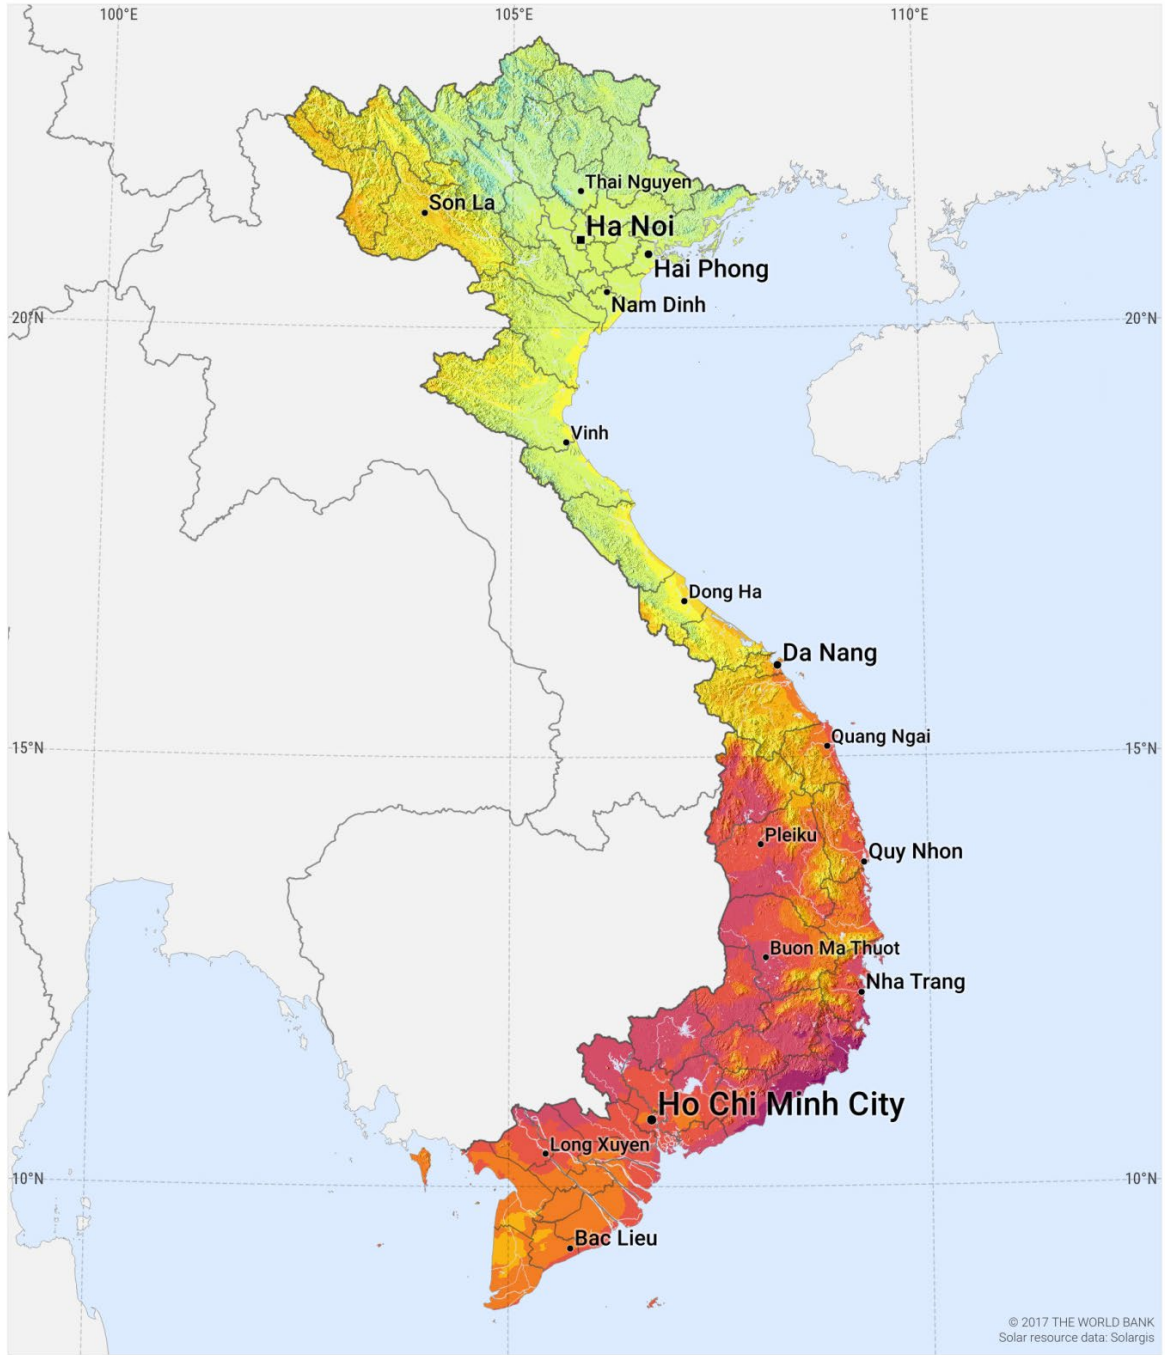 100°E
105°E
110°E
Thai Nguyen
Son La
Ha Noi
Hai Phong
Nam Dinh
20°N
20°N
Vinh
Dong Ha
Da Nang
Quang Ngai
15°N
15°N
Pleiku
Quy Nhon
Buon Ma Thuot
Nha Trang
Ho Chi Minh City
Long Xuyen
10°N
10°N
Bac Lieu
© 2017 THE WORLD BANK
Solar resource data: Solargis